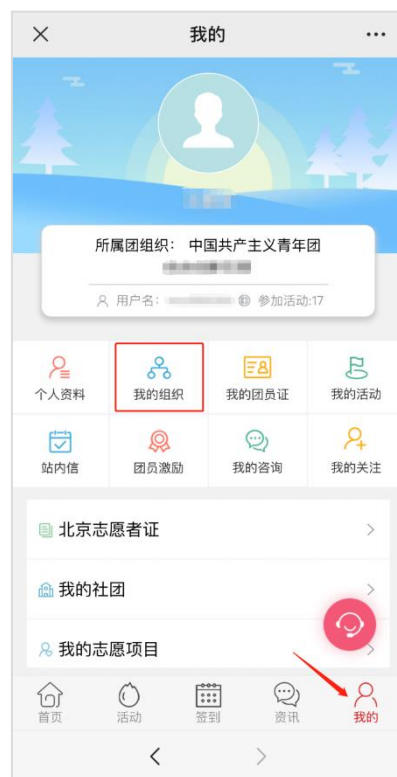 我的
所属团组织： 中国共产主义青年团
用户名： 参加活动:17
个人资料 我的组织 我的团员证 我的活动
站内信 团员激励 我的咨询 我的关注
北京志愿者证
我的社团
我的志愿项目
首页 活动 签到 资讯 我的